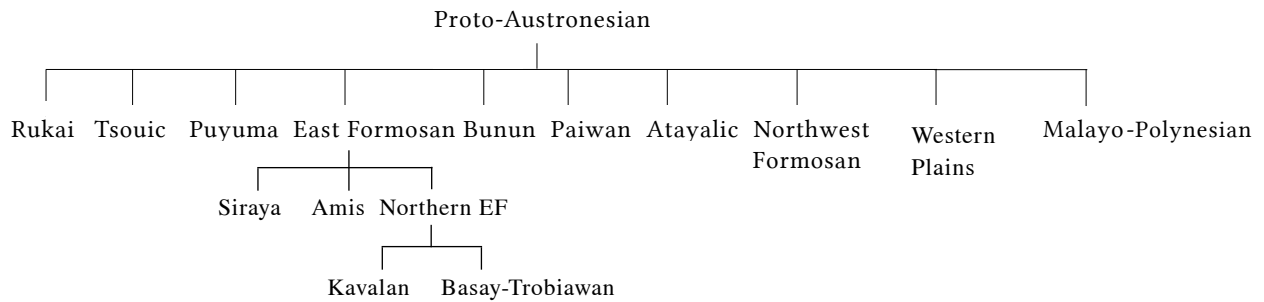 Proto-Austronesian
Rukai Tsouic Puyuma East Formosan Bunun Paiwan Atayalic Northwest Formosan Western Plains Malayo-Polynesian
Siraya Amis Northern EF
Kavalan Basay-Trobiawan